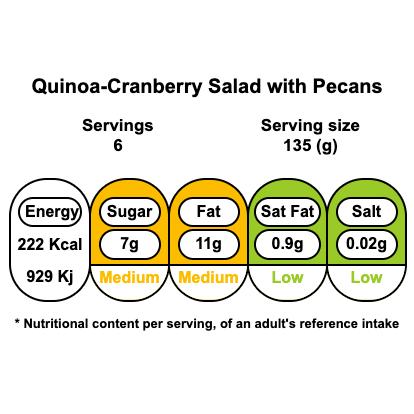 Quinoa-Cranberry Salad with Pecans
Servings Serving size
6 135 (g)
Energy Sugar Fat Sat Fat Salt
222 Kcal 7g 11g 0.9g 0.02g
929 Kj Medium Medium Low Low
* Nutritional content per serving, of an adult's reference intake